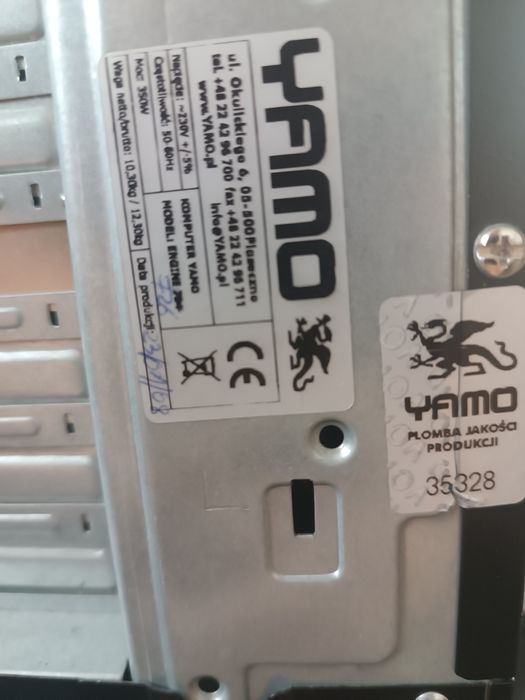 YAMO
ul. Okulickiego 6, 05-500 Piaseczno
tel. +48 22 42 96 700 fax +48 22 42 96 711
www.YAMO.pl info@YAMO.pl
Napięcie: ~230V +/-5%
Częstotliwość: 50-60Hz
Moc: 350W
KOMPUTER YAMO
MODEL: ENGINE
Waga netto/brutto: 10,30kg / 12,30kg
Data produkcji:
CE
YAMO
PLOMBA JAKOŚCI
PRODUKCJI
35328